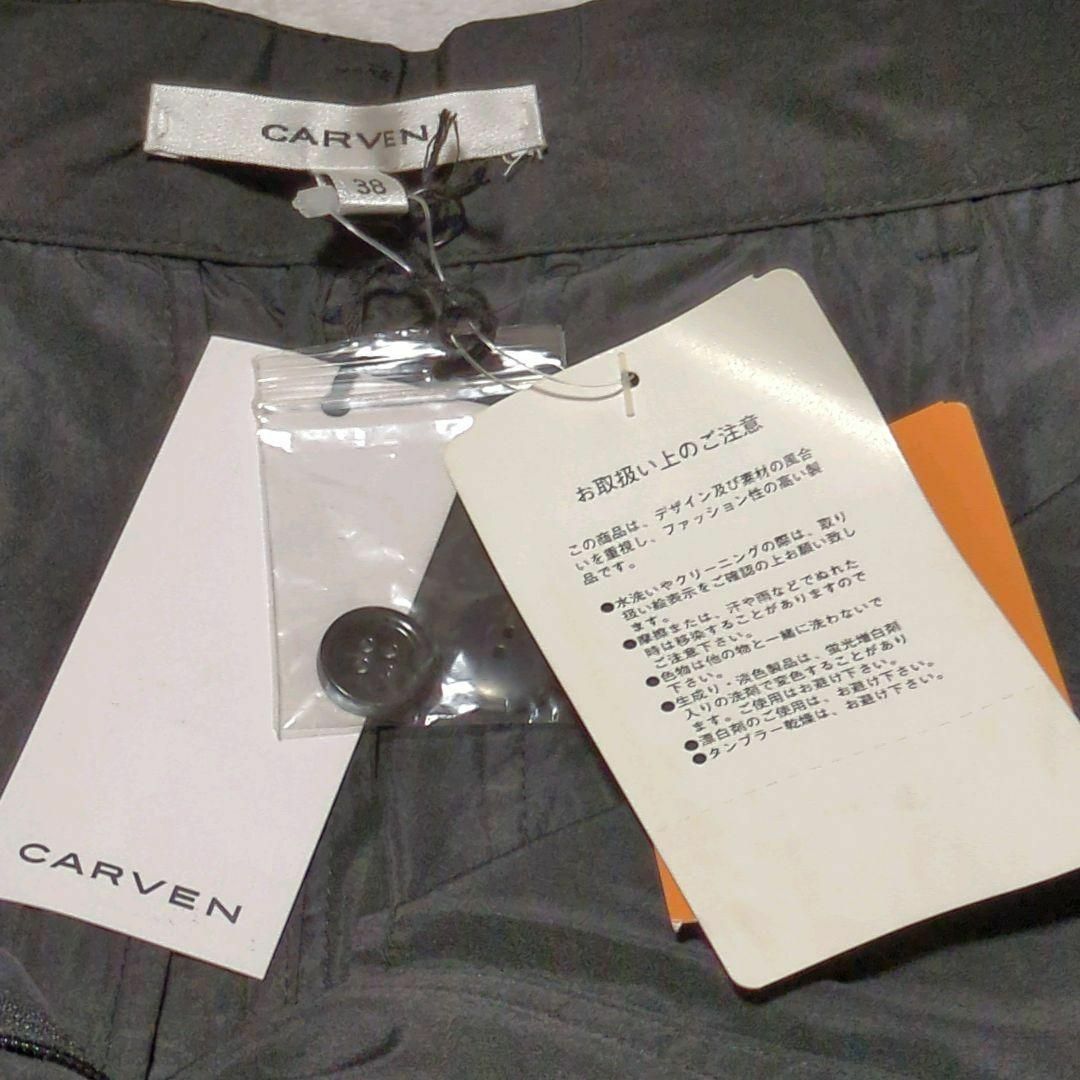 CARVEN
38
お取扱い上のご注意
この商品は、デザイン及び素材の風合
いを重視し、ファッション性の高い製
品です。
●水洗いやクリーニングの際は、取り
扱い絵表示をご確認の上お願い致し
ます。
●摩擦または、汗や雨などでぬれた
時は移染することがありますので
ご注意下さい。
●色物は他の物と一緒に洗わないで
下さい。
●生成り・淡色製品は、蛍光増白剤
入りの洗剤で変色することがあり
ます。ご使用はお避け下さい。
●漂白剤のご使用は、お避け下さい。
●タンブラー乾燥は、お避け下さい。
CARVEN